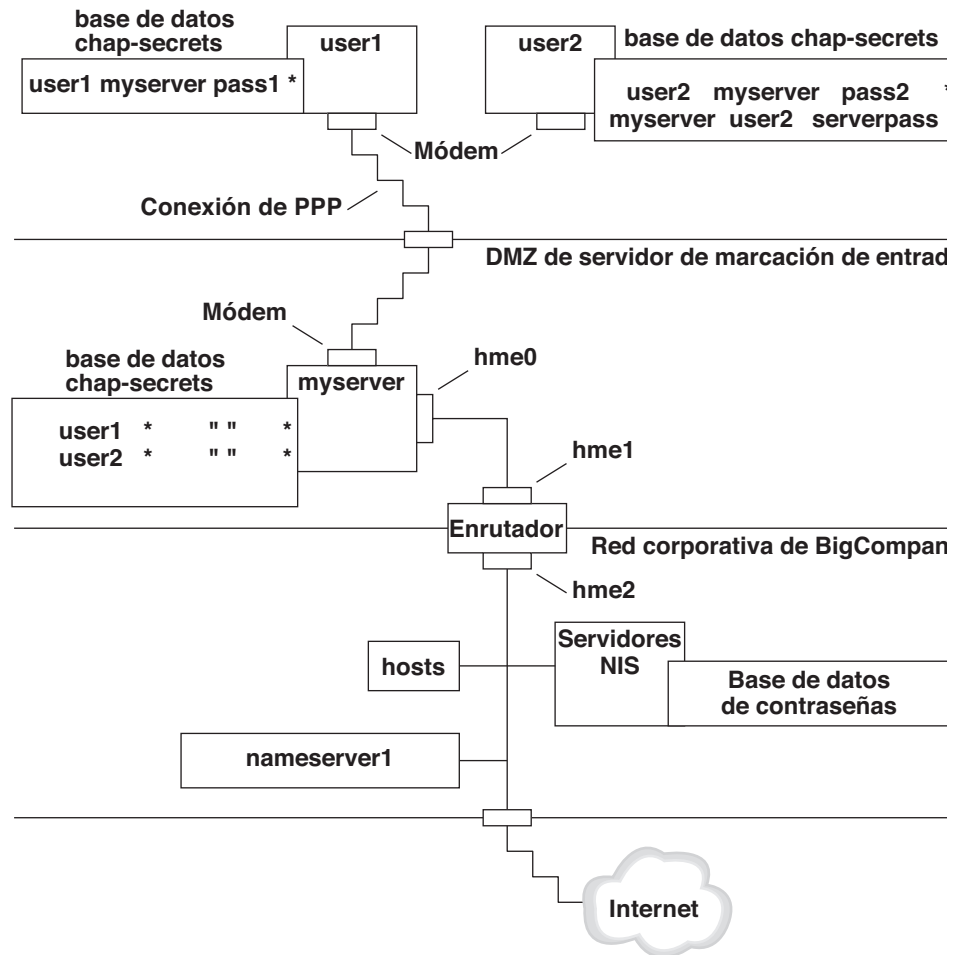 base de datos
chap-secrets
user1
user1 myserver pass1 *
user2
base de datos chap-secrets
user2 myserver pass2 *
myserver user2 serverpass
Módem
Conexión de PPP
DMZ de servidor de marcación de entrad
Módem
base de datos
chap-secrets
myserver
hme0
user1 * " " *
user2 * " " *
hme1
Enrutador
Red corporativa de BigCompan
hme2
hosts
Servidores
NIS
Base de datos
de contraseñas
nameserver1
Internet